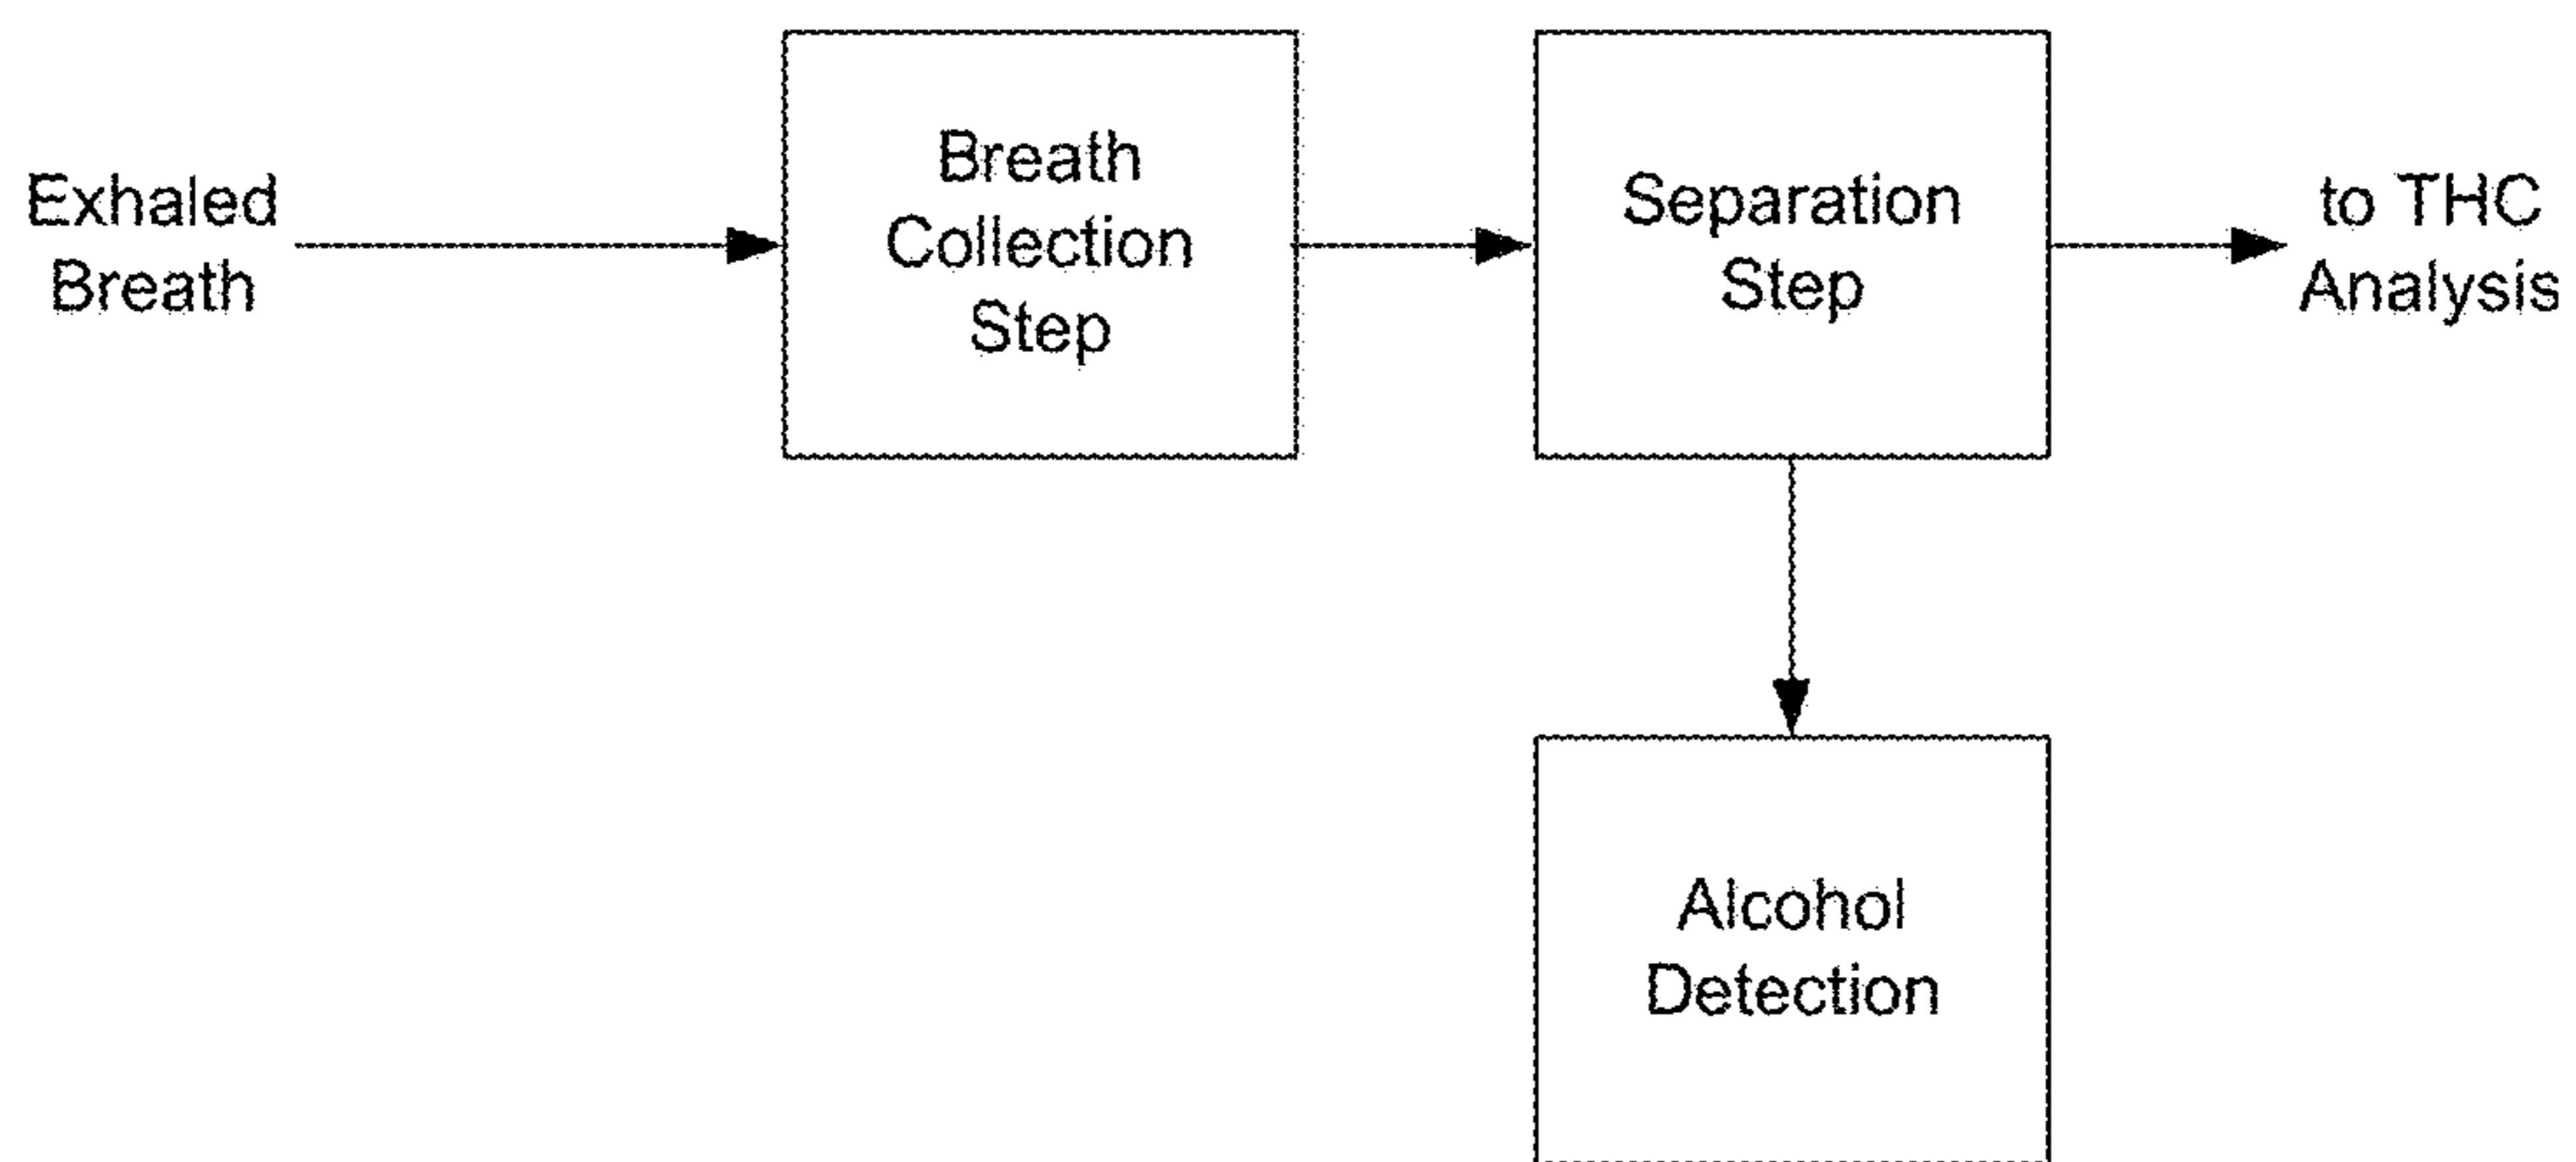 Exhaled
Breath
Breath
Collection
Step
Separation
Step
to THC
Analysis
Alcohol
Detection